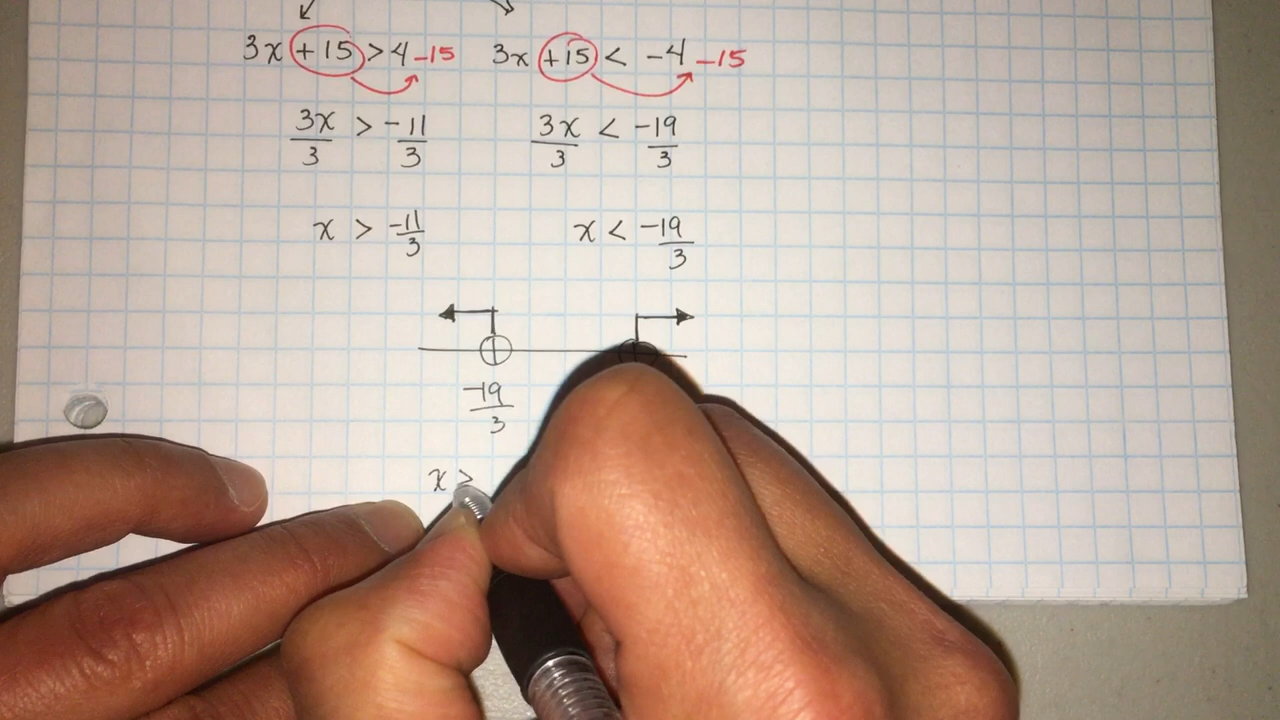 3x +15 > 4 -15    3x +15 < -4 -15
3x/3 > -11/3    3x/3 < -19/3
x > -11/3    x < -19/3
-19/3
x >